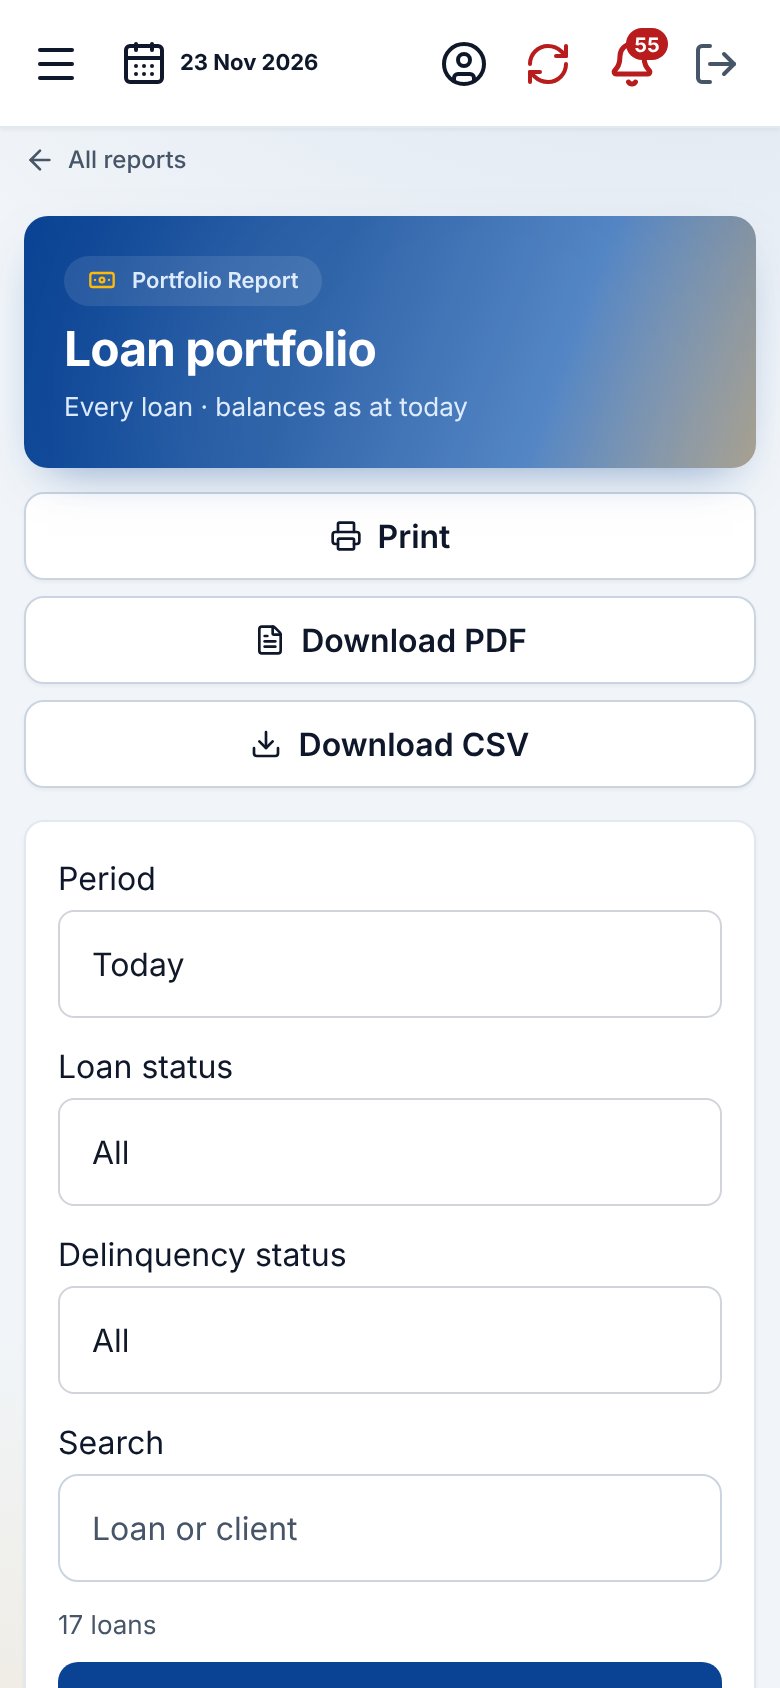 23 Nov 2026
55
All reports
Portfolio Report
Loan portfolio
Every loan · balances as at today
Print
Download PDF
Download CSV
Period
Today
Loan status
All
Delinquency status
All
Search
Loan or client
17 loans